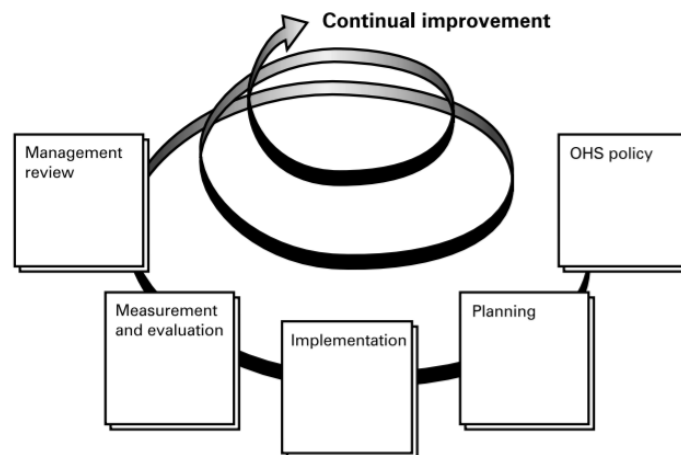 Continual improvement
Management
review
OHS policy
Measurement
and evaluation
Implementation
Planning